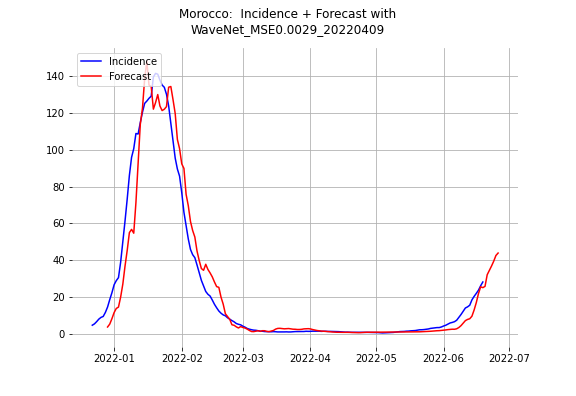 Morocco:  Incidence + Forecast with
WaveNet_MSE0.0029_20220409
Incidence
Forecast
140
120
100
80
60
40
20
0
2022-01 2022-02 2022-03 2022-04 2022-05 2022-06 2022-07